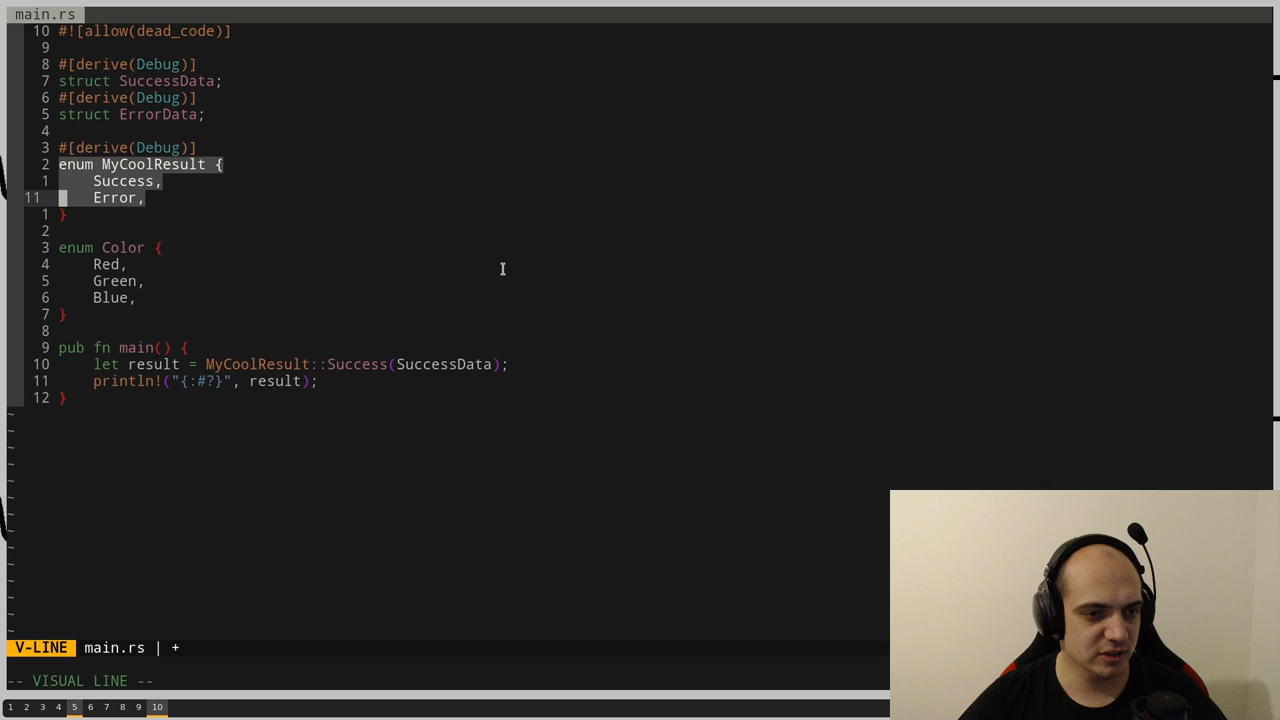 main.rs
10 #![allow(dead_code)]
9
8 #[derive(Debug)]
7 struct SuccessData;
6 #[derive(Debug)]
5 struct ErrorData;
4
3 #[derive(Debug)]
2 enum MyCoolResult {
1     Success,
11     Error,
1 }
2
3 enum Color {
4     Red,
5     Green,
6     Blue,
7 }
8
9 pub fn main() {
10     let result = MyCoolResult::Success(SuccessData);
11     println!("{:#?}", result);
12 }
~
~
~
~
~
~
~
~
~
~
~
~
~
~
V-LINE main.rs | +
-- VISUAL LINE --
1 2 3 4 5 6 7 8 9 10